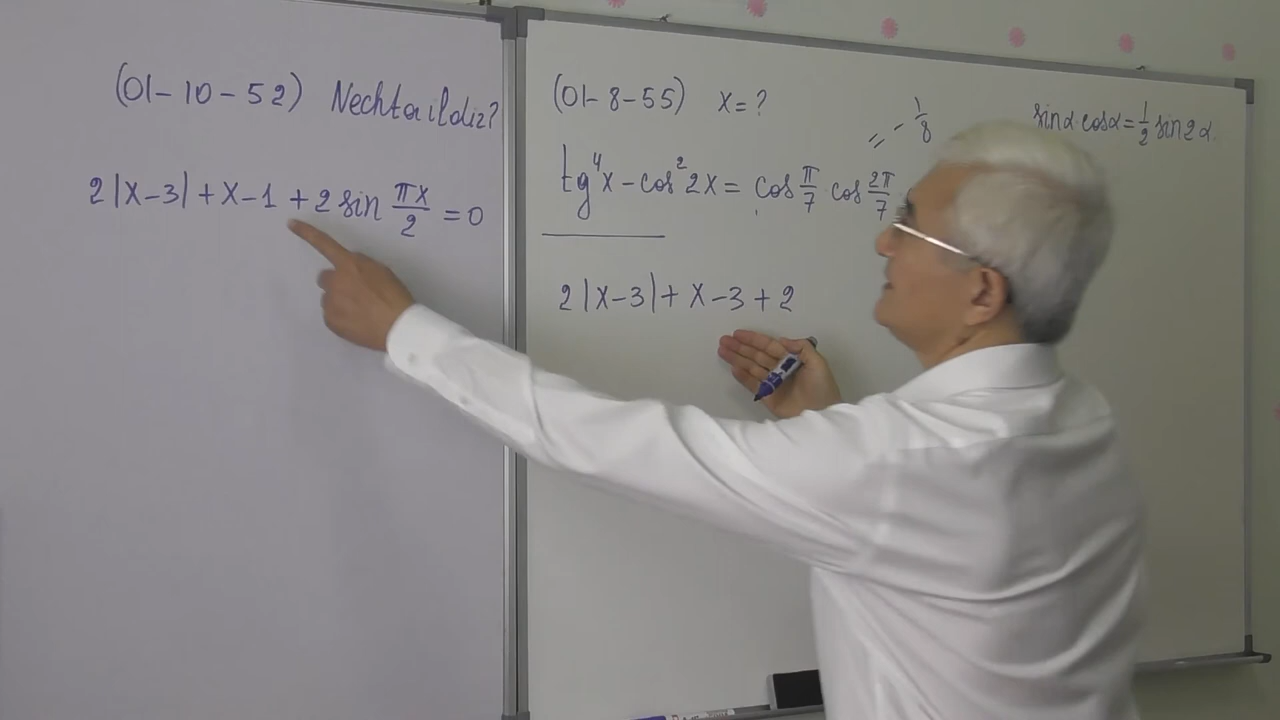 (01-10-52) Nechta ildiz?
2|x-3|+x-1+2 sin πx/2 =0
(01-8-55) x=?
= -1/8
sinα cosα=1/2 sin2α
tg⁴x-cos²2x= cos π/7 cos 2π/7
2|x-3|+x-3+2